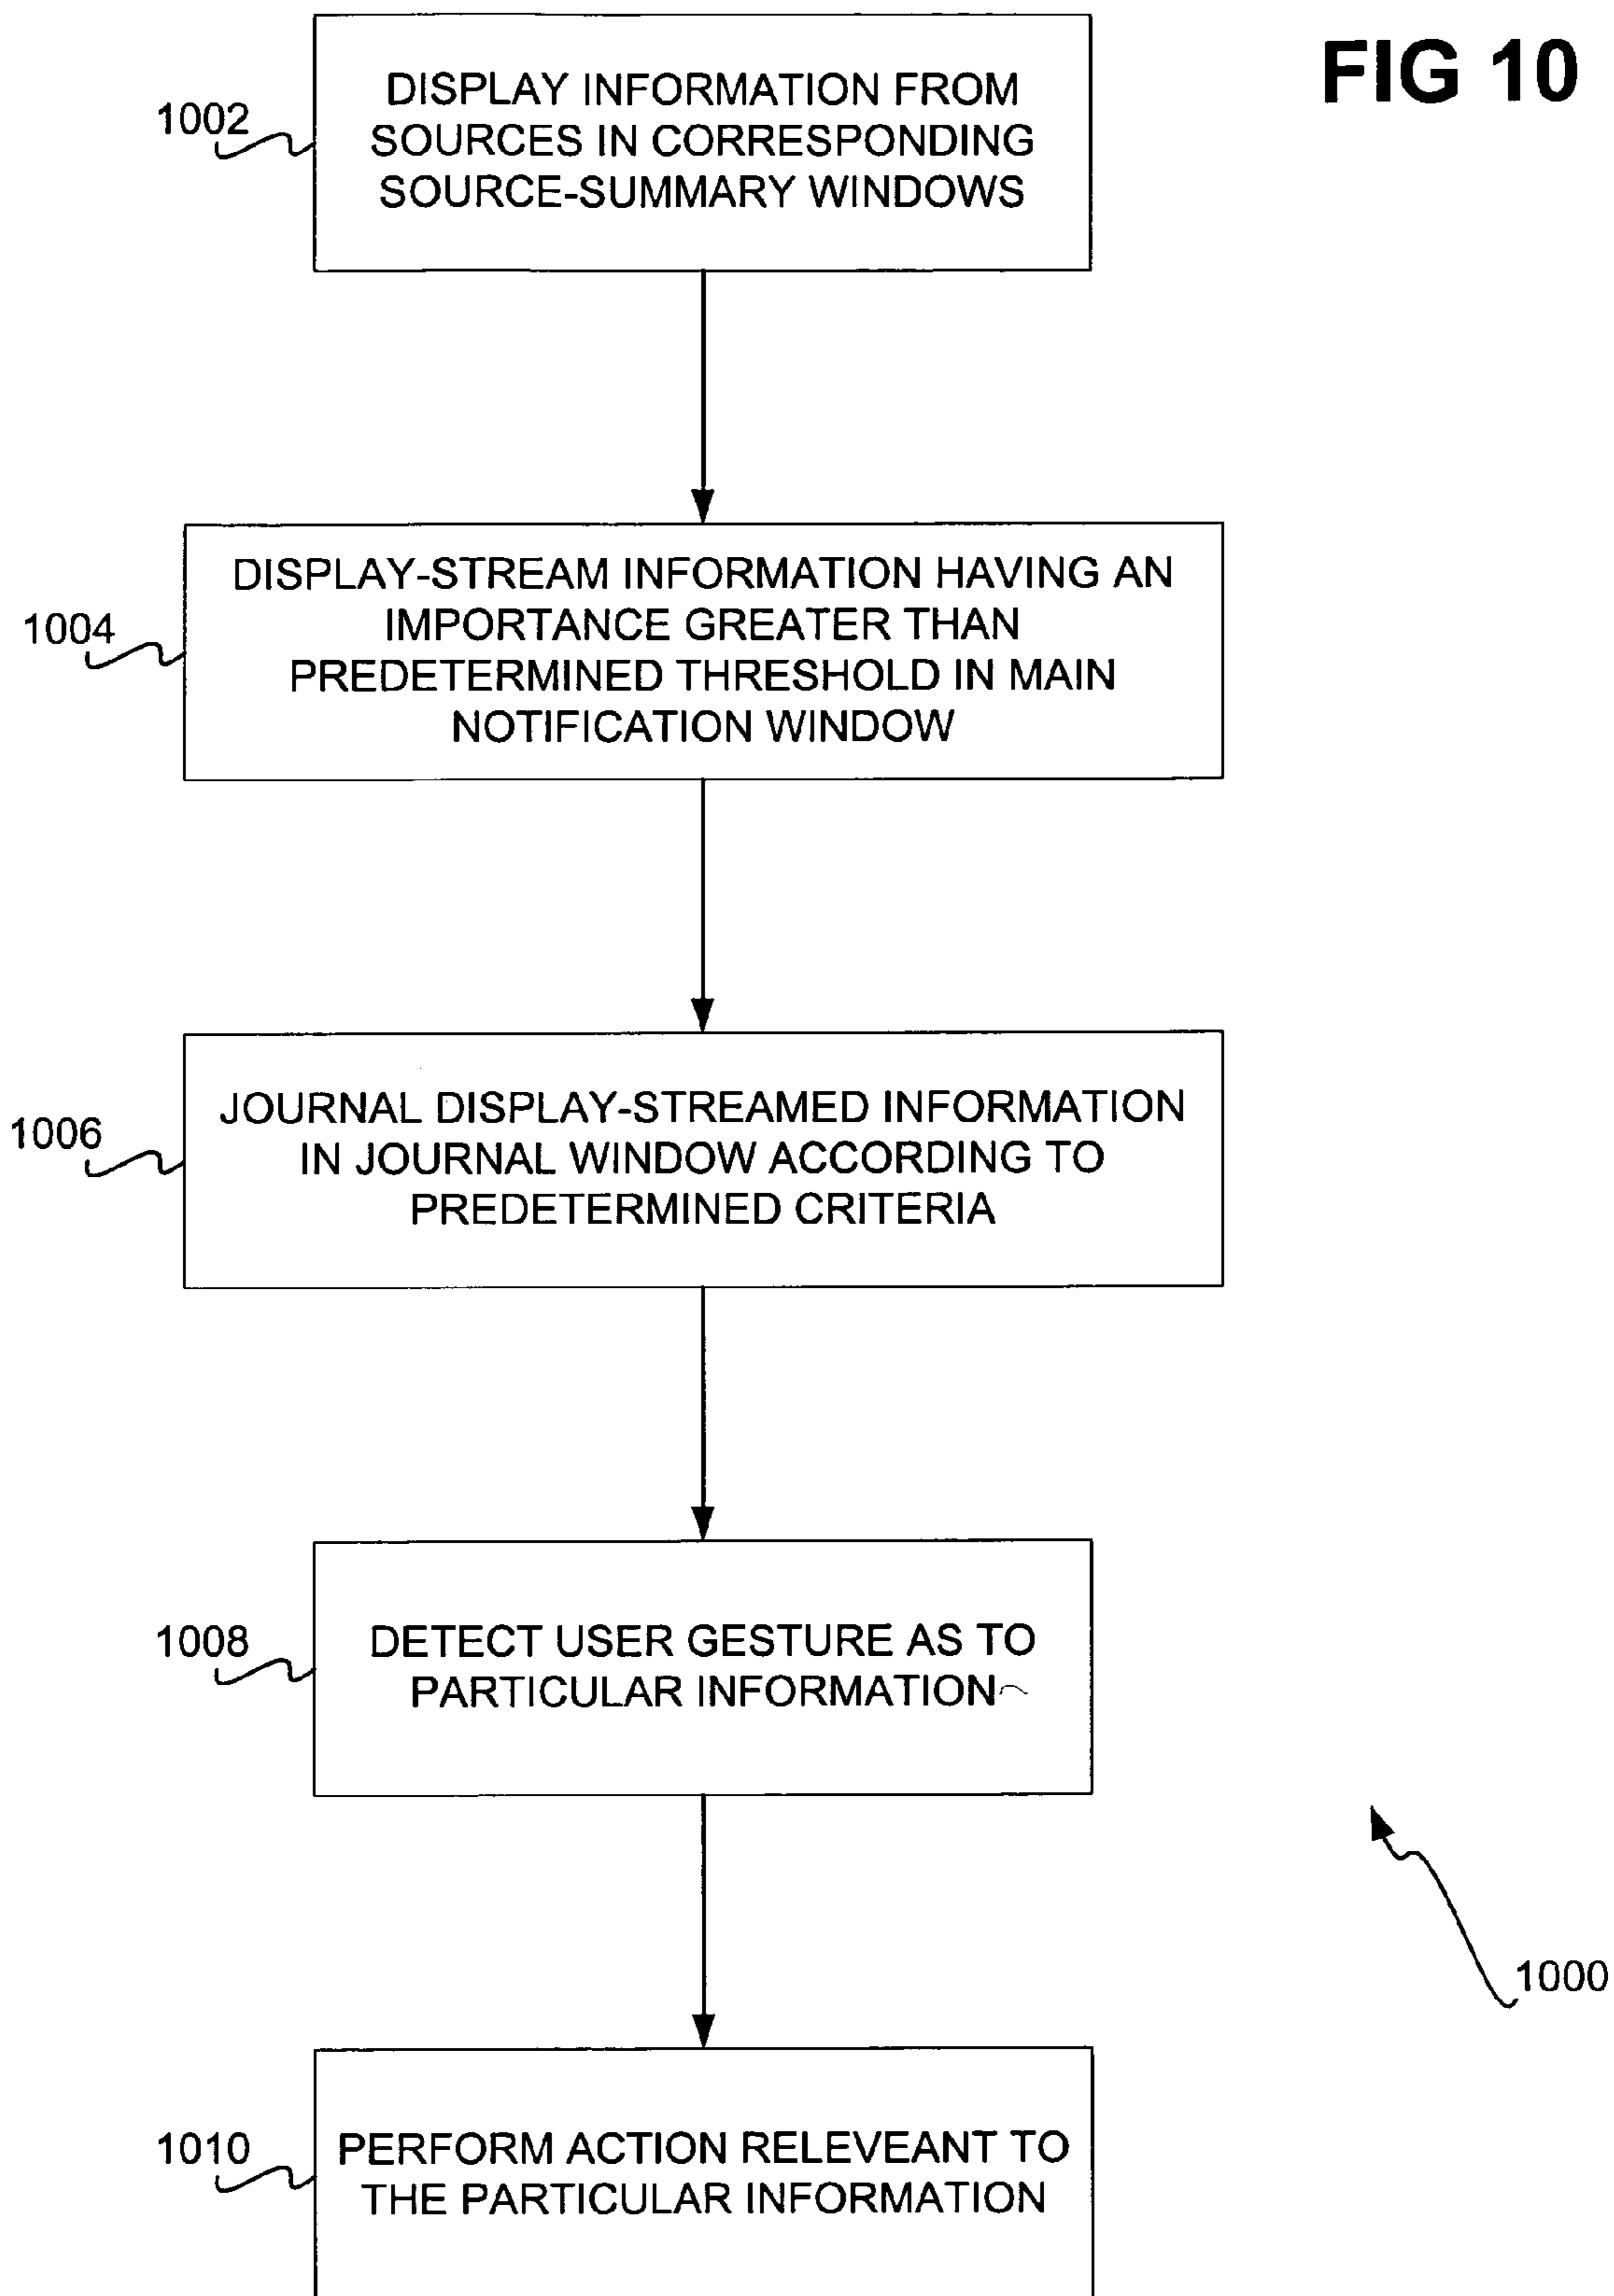 FIG 10
1002
DISPLAY INFORMATION FROM
SOURCES IN CORRESPONDING
SOURCE-SUMMARY WINDOWS
1004
DISPLAY-STREAM INFORMATION HAVING AN
IMPORTANCE GREATER THAN
PREDETERMINED THRESHOLD IN MAIN
NOTIFICATION WINDOW
1006
JOURNAL DISPLAY-STREAMED INFORMATION
IN JOURNAL WINDOW ACCORDING TO
PREDETERMINED CRITERIA
1008
DETECT USER GESTURE AS TO
PARTICULAR INFORMATION
1000
1010
PERFORM ACTION RELEVEANT TO
THE PARTICULAR INFORMATION